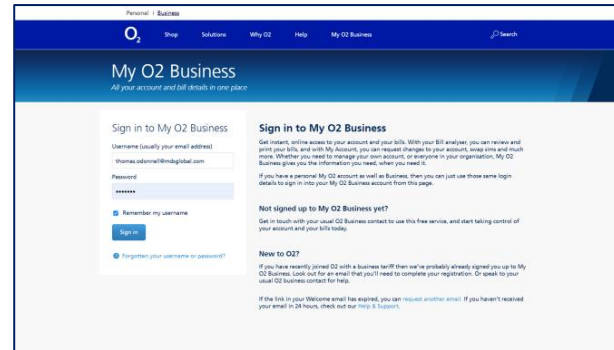 Personal | Business
O2 Shop Solutions Why O2 Help My O2 Business Search
My O2 Business
All your account and bill details in one place
Sign in to My O2 Business
Username (usually your email address)
thomas.odonnell@mdsglobal.com
Password
•••••••
Remember my username
Sign in
Forgotten your username or password?
Sign in to My O2 Business
Get instant, online access to your account and your bills. With your Bill analyser, you can review and
print your bills, and with My Account, you can request changes to your account, swap sims and much
more. Whether you need to manage your own account, or everyone in your organisation, My O2
Business gives you the information you need, when you need it.
If you have a personal My O2 account as well as Business, then you can just use those same login
details to sign in into your My O2 Business account from this page.
Not signed up to My O2 Business yet?
Get in touch with your usual O2 Business contact to use this free service, and start taking control of
your account and your bills today.
New to O2?
If you have recently joined O2 with a business tariff then we've probably already signed you up to My
O2 Business. Look out for an email that you'll need to complete your registration. Or speak to your
usual O2 business contact for help.
If the link in your Welcome email has expired, you can request another email. If you haven't received
your email in 24 hours, check out our Help & Support.